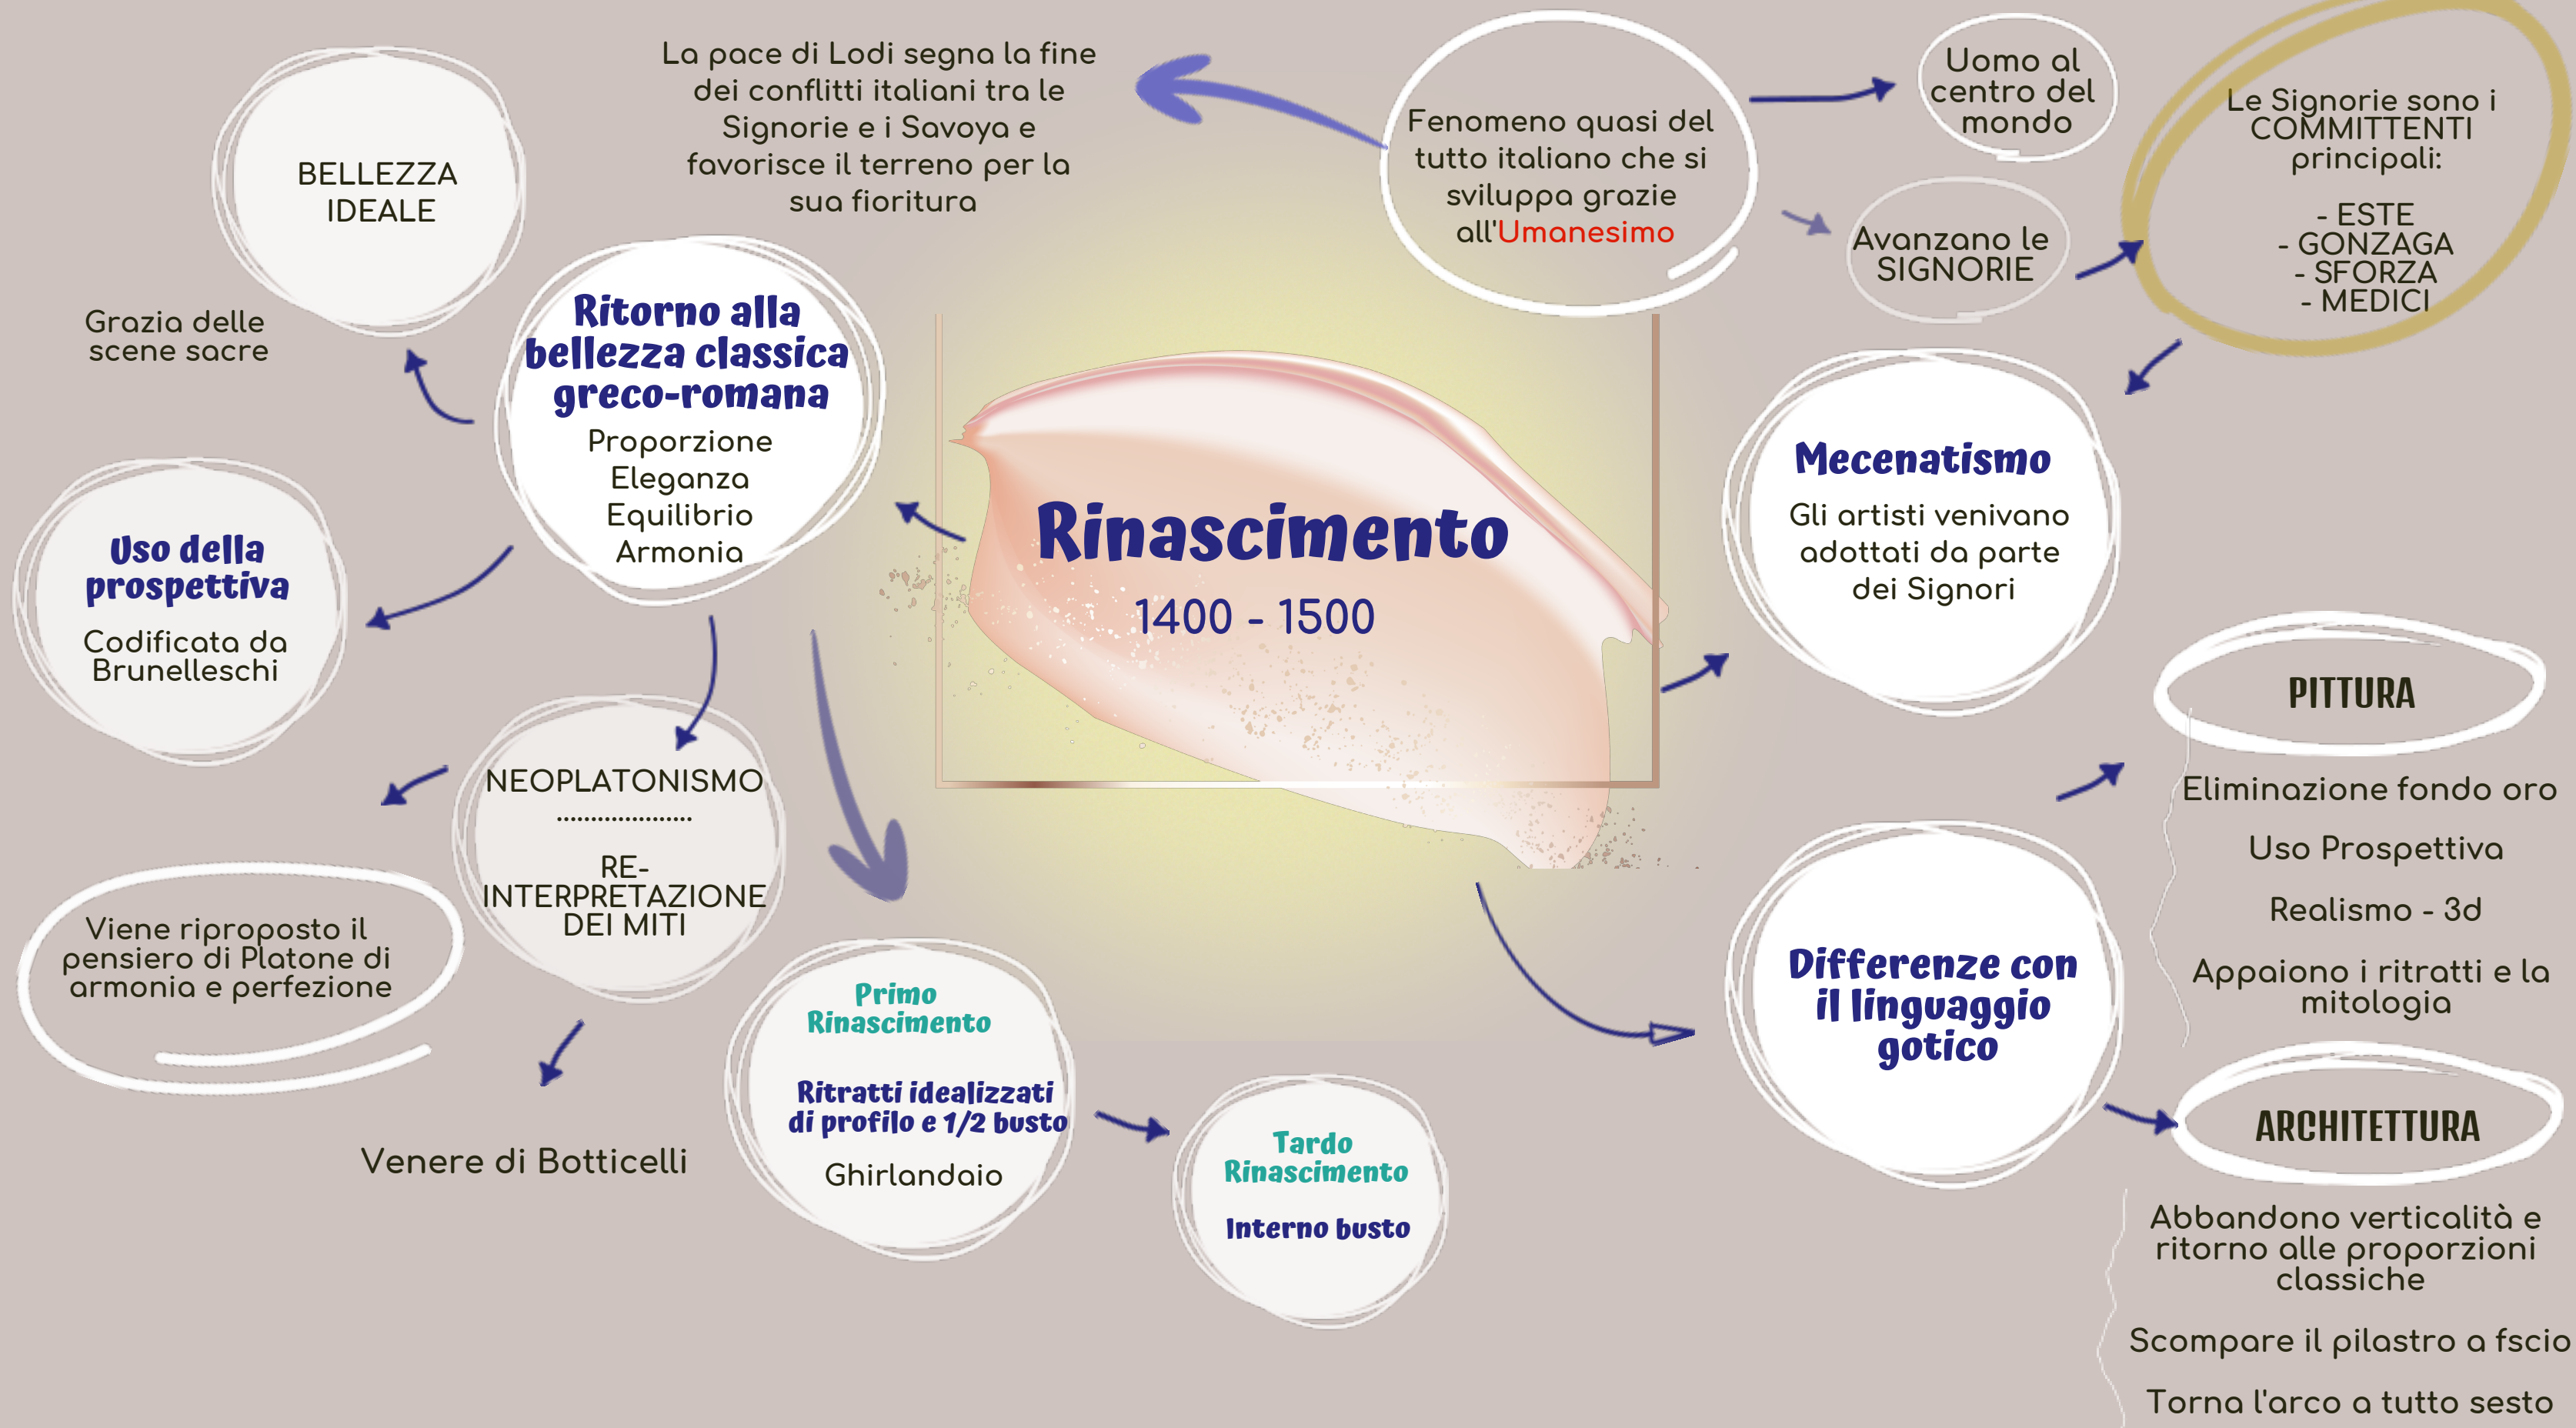 Rinascimento
1400 - 1500
Fenomeno quasi del
tutto italiano che si
sviluppa grazie
all'Umanesimo
La pace di Lodi segna la fine
dei conflitti italiani tra le
Signorie e i Savoya e
favorisce il terreno per la
sua fioritura
Uomo al
centro del
mondo
Avanzano le
SIGNORIE
Le Signorie sono i
COMMITTENTI
principali:
- ESTE
- GONZAGA
- SFORZA
- MEDICI
Mecenatismo
Gli artisti venivano
adottati da parte
dei Signori
Ritorno alla
bellezza classica
greco-romana
Proporzione
Eleganza
Equilibrio
Armonia
BELLEZZA
IDEALE
Grazia delle
scene sacre
Uso della
prospettiva
Codificata da
Brunelleschi
NEOPLATONISMO
....................
RE-
INTERPRETAZIONE
DEI MITI
Viene riproposto il
pensiero di Platone di
armonia e perfezione
Venere di Botticelli
Primo
Rinascimento
Ritratti idealizzati
di profilo e 1/2 busto
Ghirlandaio
Tardo
Rinascimento
Interno busto
Differenze con
il linguaggio
gotico
PITTURA
Eliminazione fondo oro
Uso Prospettiva
Realismo - 3d
Appaiono i ritratti e la
mitologia
ARCHITETTURA
Abbandono verticalità e
ritorno alle proporzioni
classiche
Scompare il pilastro a fscio
Torna l'arco a tutto sesto